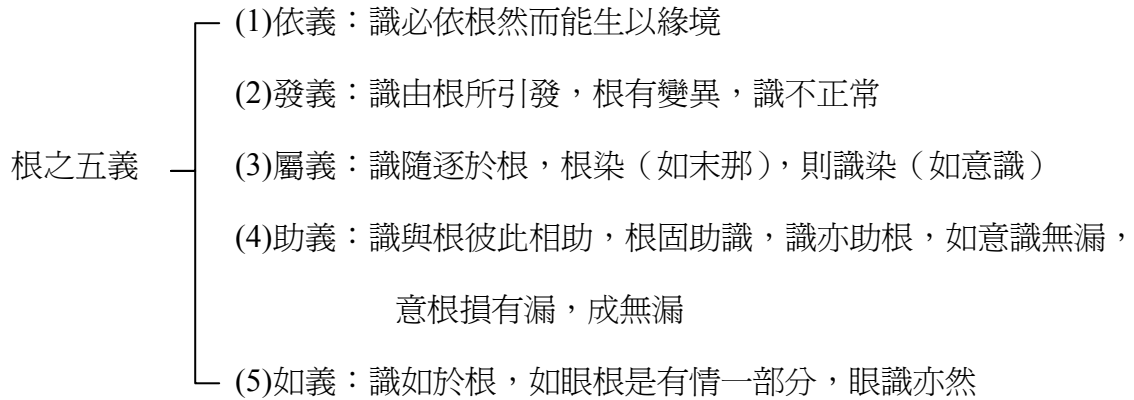 (1)依義：識必依根然而能生以緣境
(2)發義：識由根所引發，根有變異，識不正常
根之五義 (3)屬義：識隨逐於根，根染（如末那），則識染（如意識）
(4)助義：識與根彼此相助，根固助識，識亦助根，如意識無漏，
意根損有漏，成無漏
(5)如義：識如於根，如眼根是有情一部分，眼識亦然